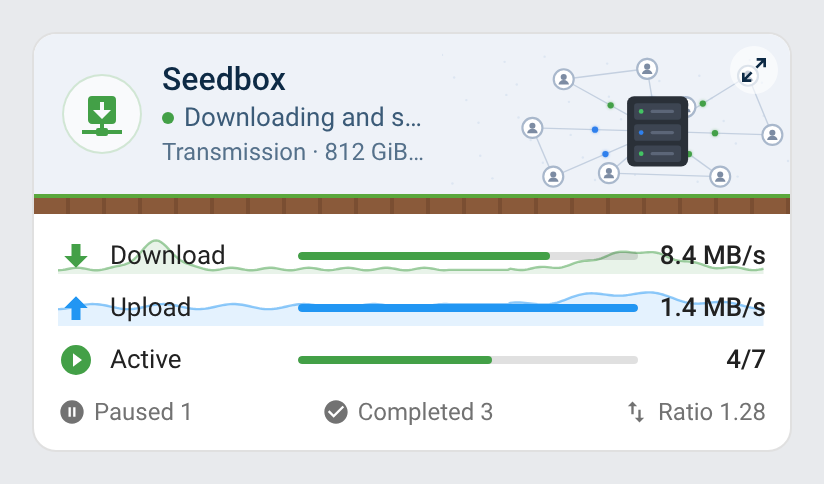 Seedbox
Downloading and s...
Transmission · 812 GiB...
Download 8.4 MB/s
Upload 1.4 MB/s
Active 4/7
Paused 1 Completed 3 Ratio 1.28